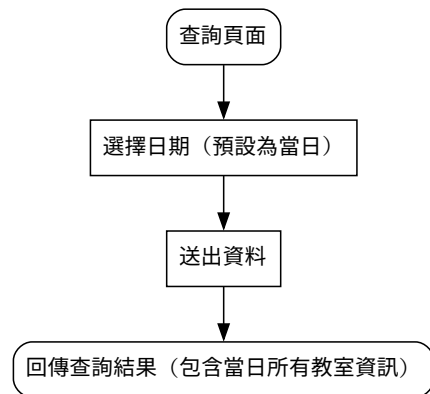 查詢頁面
選擇日期（預設為當日）
送出資料
回傳查詢結果（包含當日所有教室資訊）